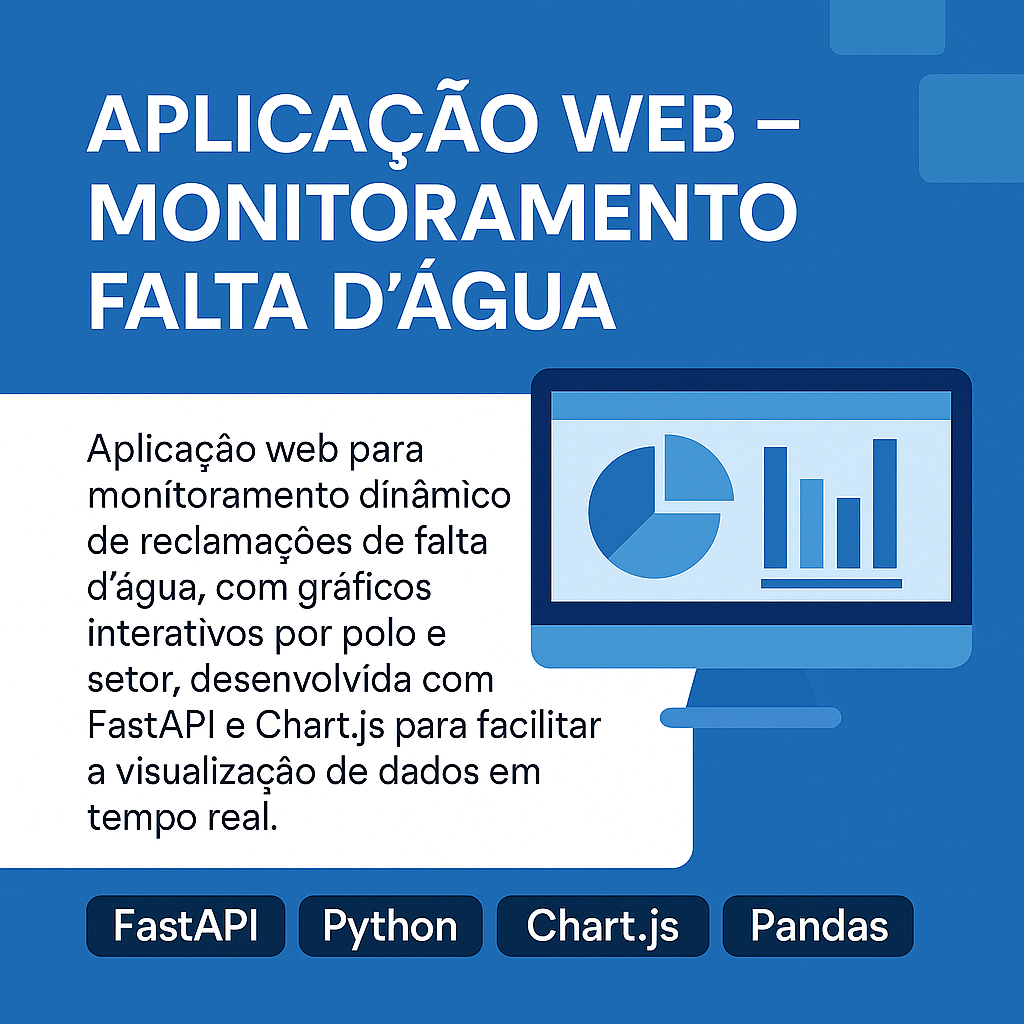 APLICAÇÃO WEB –
MONITORAMENTO
FALTA D'ÁGUA
Aplicaçâo web para
monítoramento dínâmìco
de reclamaçôes de falta
d'água, com gráficos
interatìvos por polo e
setor, desenvolvída com
FastAPI e Chart.js para facilitar
a visualizaçâo de dados em
tempo real.
FastAPI
Python
Chart.js
Pandas